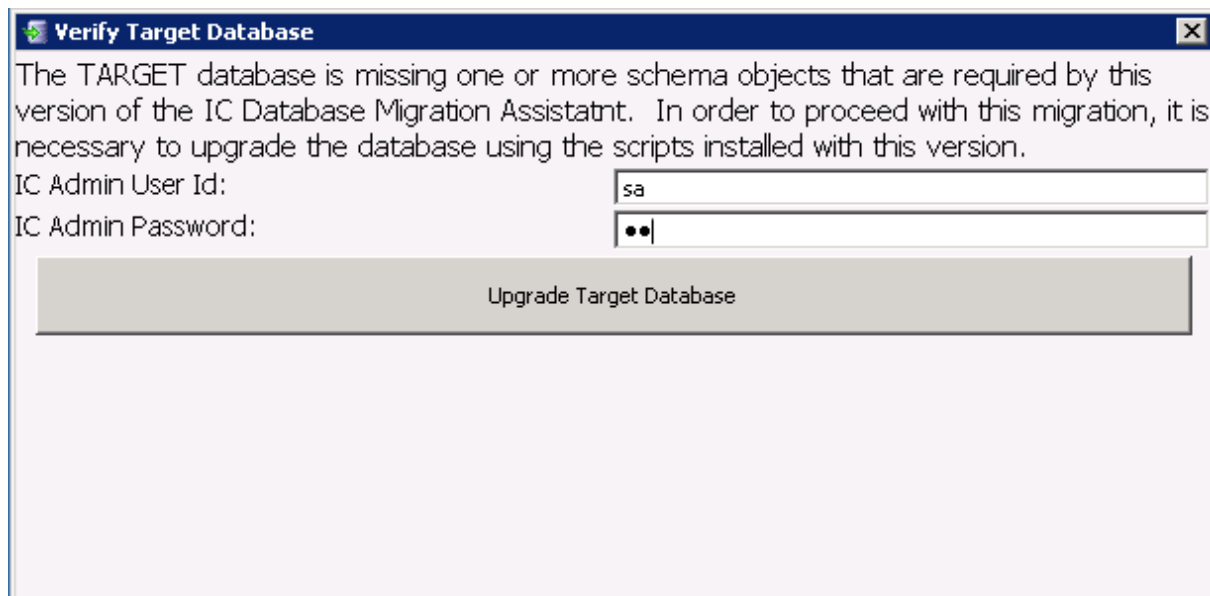 Verify Target Database
The TARGET database is missing one or more schema objects that are required by this
version of the IC Database Migration Assistatnt.  In order to proceed with this migration, it is
necessary to upgrade the database using the scripts installed with this version.
IC Admin User Id:
sa
IC Admin Password:
●●
Upgrade Target Database